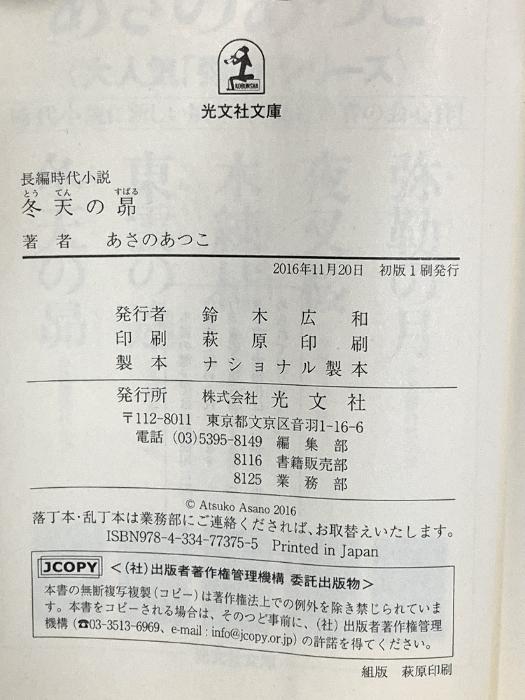 KOBUNSHA
光文社文庫
長編時代小説
とう てん すばる
冬天の昴
著者 あさのあつこ
2016年11月20日 初版1刷発行
発行者 鈴木広和
印刷 萩原印刷
製本 ナショナル製本
発行所 株式会社 光文社
〒112-8011 東京都文京区音羽1-16-6
電話 (03)5395-8149 編集部
8116 書籍販売部
8125 業務部
© Atsuko Asano 2016
落丁本・乱丁本は業務部にご連絡くだされば、お取替えいたします。
ISBN978-4-334-77375-5 Printed in Japan
JCOPY <(社)出版者著作権管理機構 委託出版物>
本書の無断複写複製(コピー)は著作権法上での例外を除き禁じられていま
す。本書をコピーされる場合は、そのつど事前に、(社)出版者著作権管理
機構(☎03-3513-6969、e-mail : info@jcopy.or.jp)の許諾を得てください。
組版 萩原印刷